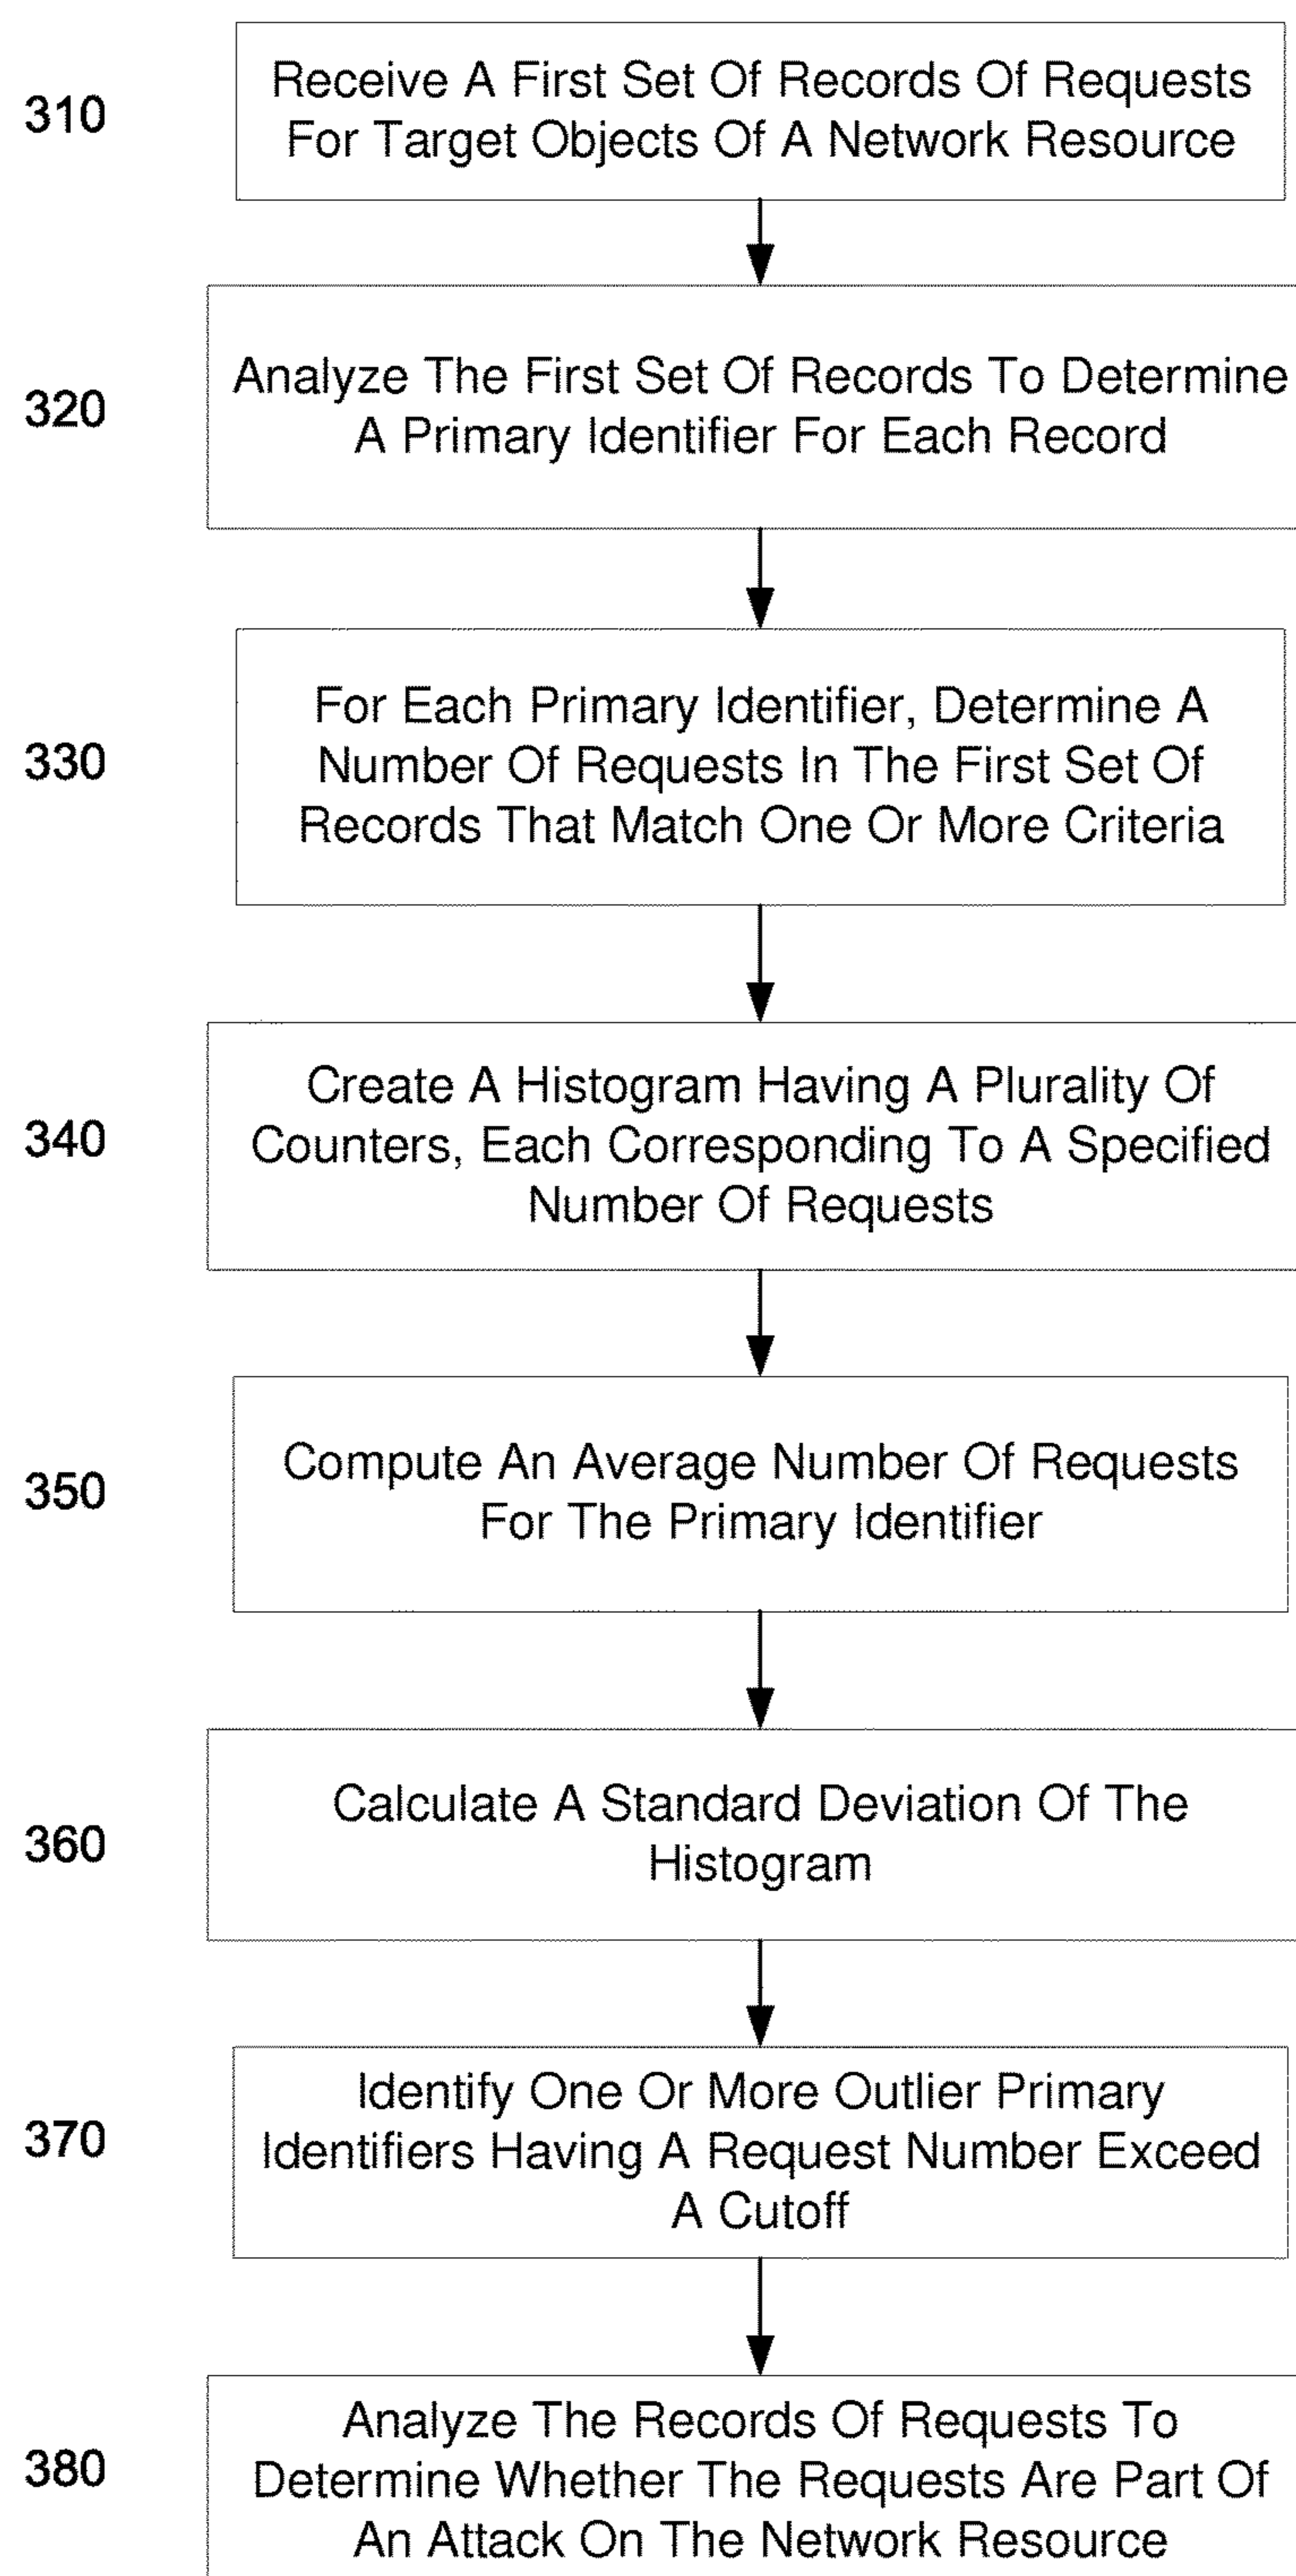 310
Receive A First Set Of Records Of Requests
For Target Objects Of A Network Resource
320
Analyze The First Set Of Records To Determine
A Primary Identifier For Each Record
330
For Each Primary Identifier, Determine A
Number Of Requests In The First Set Of
Records That Match One Or More Criteria
340
Create A Histogram Having A Plurality Of
Counters, Each Corresponding To A Specified
Number Of Requests
350
Compute An Average Number Of Requests
For The Primary Identifier
360
Calculate A Standard Deviation Of The
Histogram
370
Identify One Or More Outlier Primary
Identifiers Having A Request Number Exceed
A Cutoff
380
Analyze The Records Of Requests To
Determine Whether The Requests Are Part Of
An Attack On The Network Resource